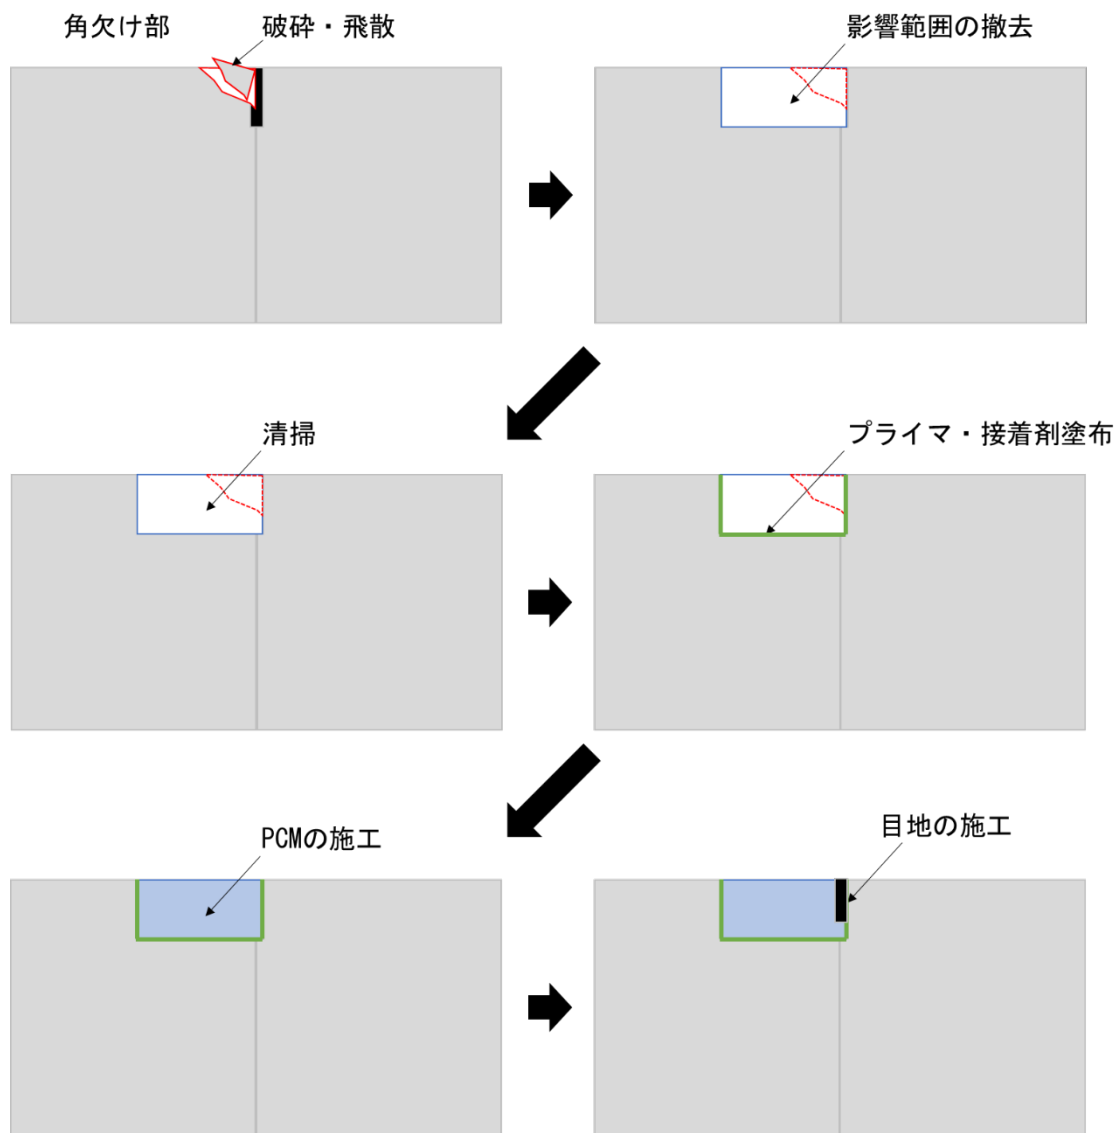 角欠け部
破砕・飛散
影響範囲の撤去
清掃
プライマ・接着剤塗布
PCMの施工
目地の施工